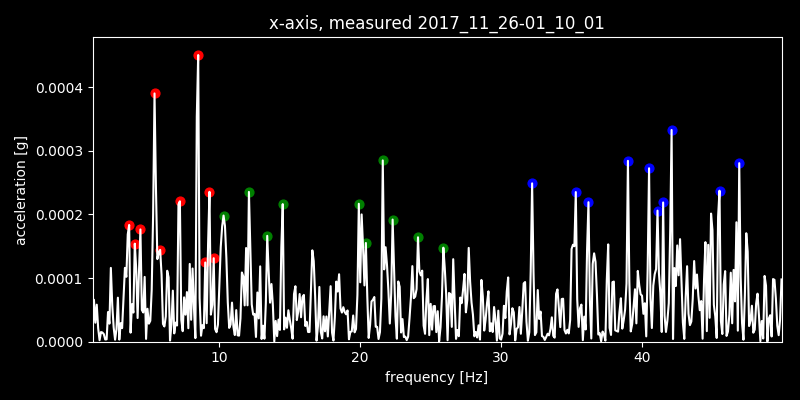 x-axis, measured 2017_11_26-01_10_01
acceleration [g]
0.0004
0.0003
0.0002
0.0001
0.0000
10 20 30 40
frequency [Hz]